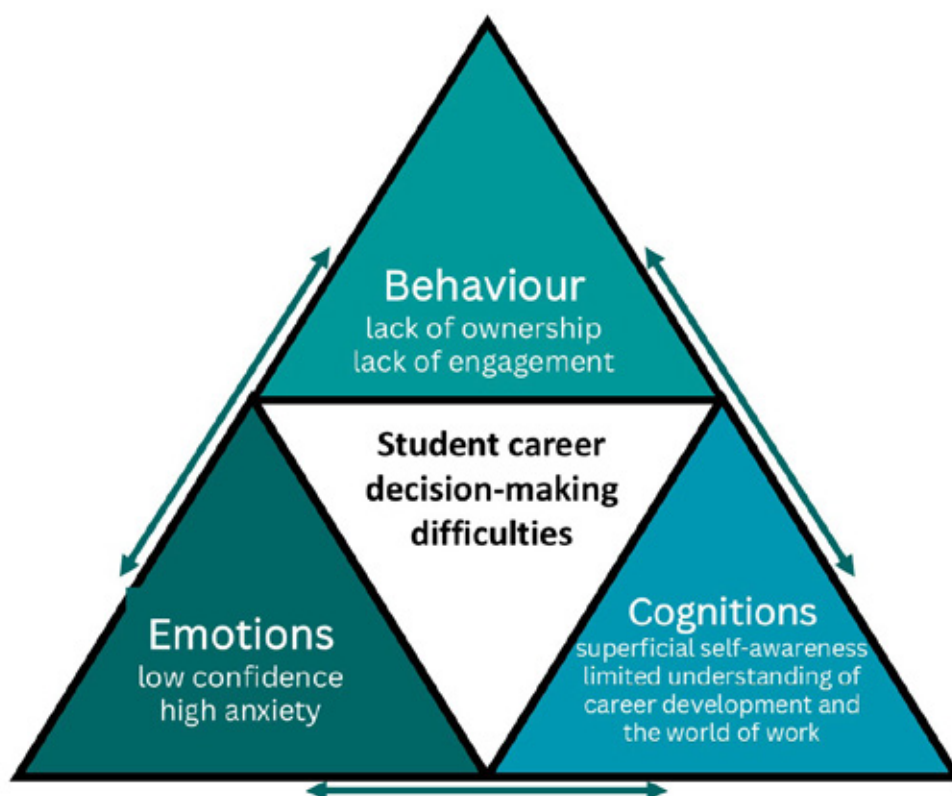 Behaviour
lack of ownership
lack of engagement
Student career
decision-making
difficulties
Emotions
low confidence
high anxiety
Cognitions
superficial self-awareness
limited understanding of
career development and
the world of work